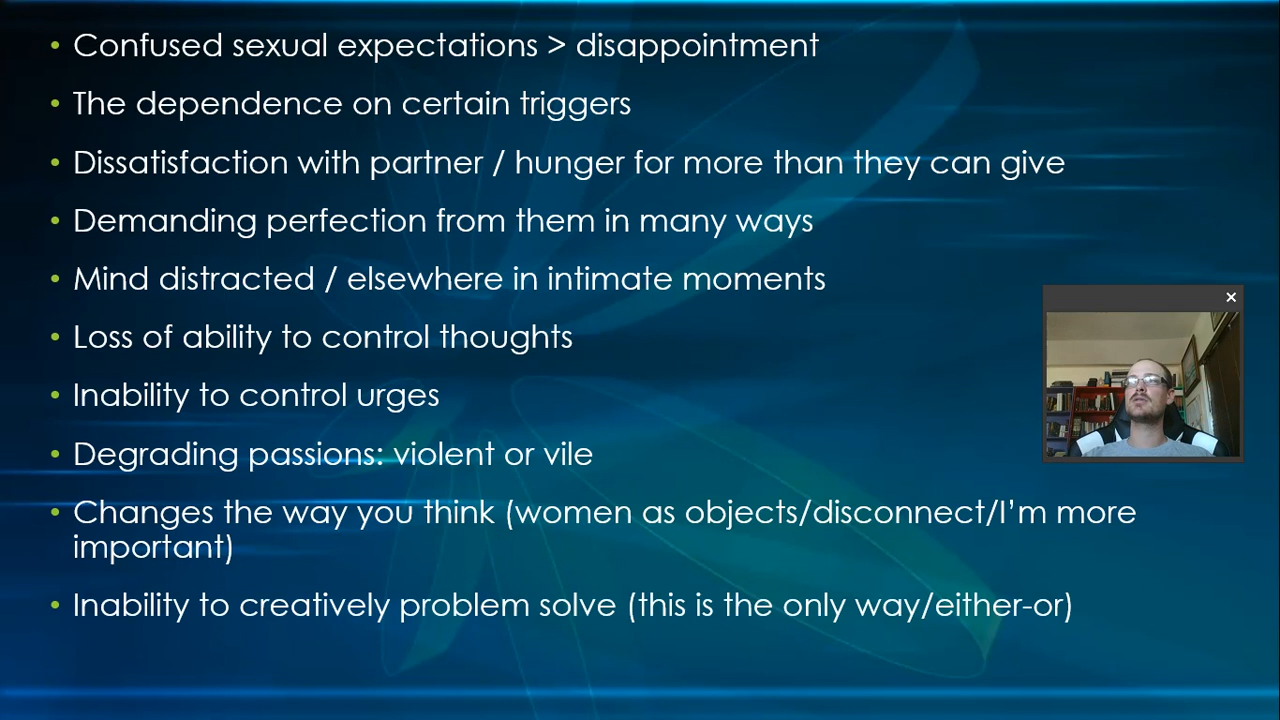 • Confused sexual expectations > disappointment
• The dependence on certain triggers
• Dissatisfaction with partner / hunger for more than they can give
• Demanding perfection from them in many ways
• Mind distracted / elsewhere in intimate moments
• Loss of ability to control thoughts
• Inability to control urges
• Degrading passions: violent or vile
• Changes the way you think (women as objects/disconnect/I’m more
important)
• Inability to creatively problem solve (this is the only way/either-or)